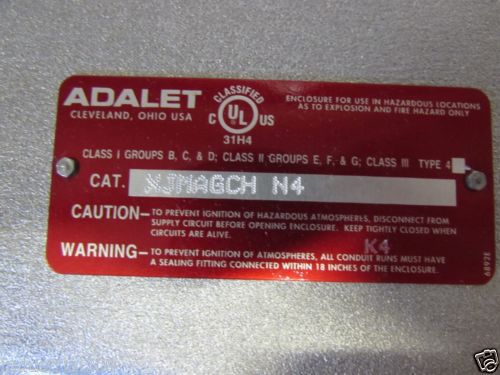 ADALET
CLEVELAND, OHIO USA
CLASSIFIED
C UL US
31H4
ENCLOSURE FOR USE IN HAZARDOUS LOCATIONS
AS TO EXPLOSION AND FIRE HAZARD ONLY
CLASS I GROUPS B, C, & D; CLASS II GROUPS E, F, & G; CLASS III TYPE 4
CAT. XJMAGCH N4
CAUTION– TO PREVENT IGNITION OF HAZARDOUS ATMOSPHERES, DISCONNECT FROM
SUPPLY CIRCUIT BEFORE OPENING ENCLOSURE. KEEP TIGHTLY CLOSED WHEN
CIRCUITS ARE ALIVE.
K4
WARNING– TO PREVENT IGNITION OF ATMOSPHERES, ALL CONDUIT RUNS MUST HAVE
A SEALING FITTING CONNECTED WITHIN 18 INCHES OF THE ENCLOSURE.